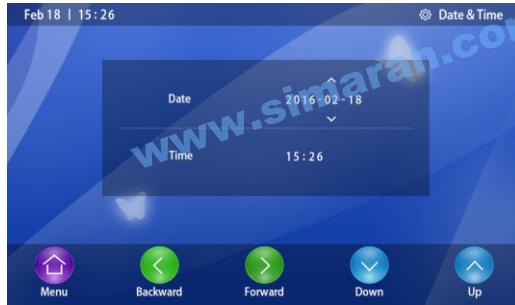 Feb 18 | 15:26
Date & Time
Date
2016-02-18
Time
15:26
www.simaran.com
Menu
Backward
Forward
Down
Up